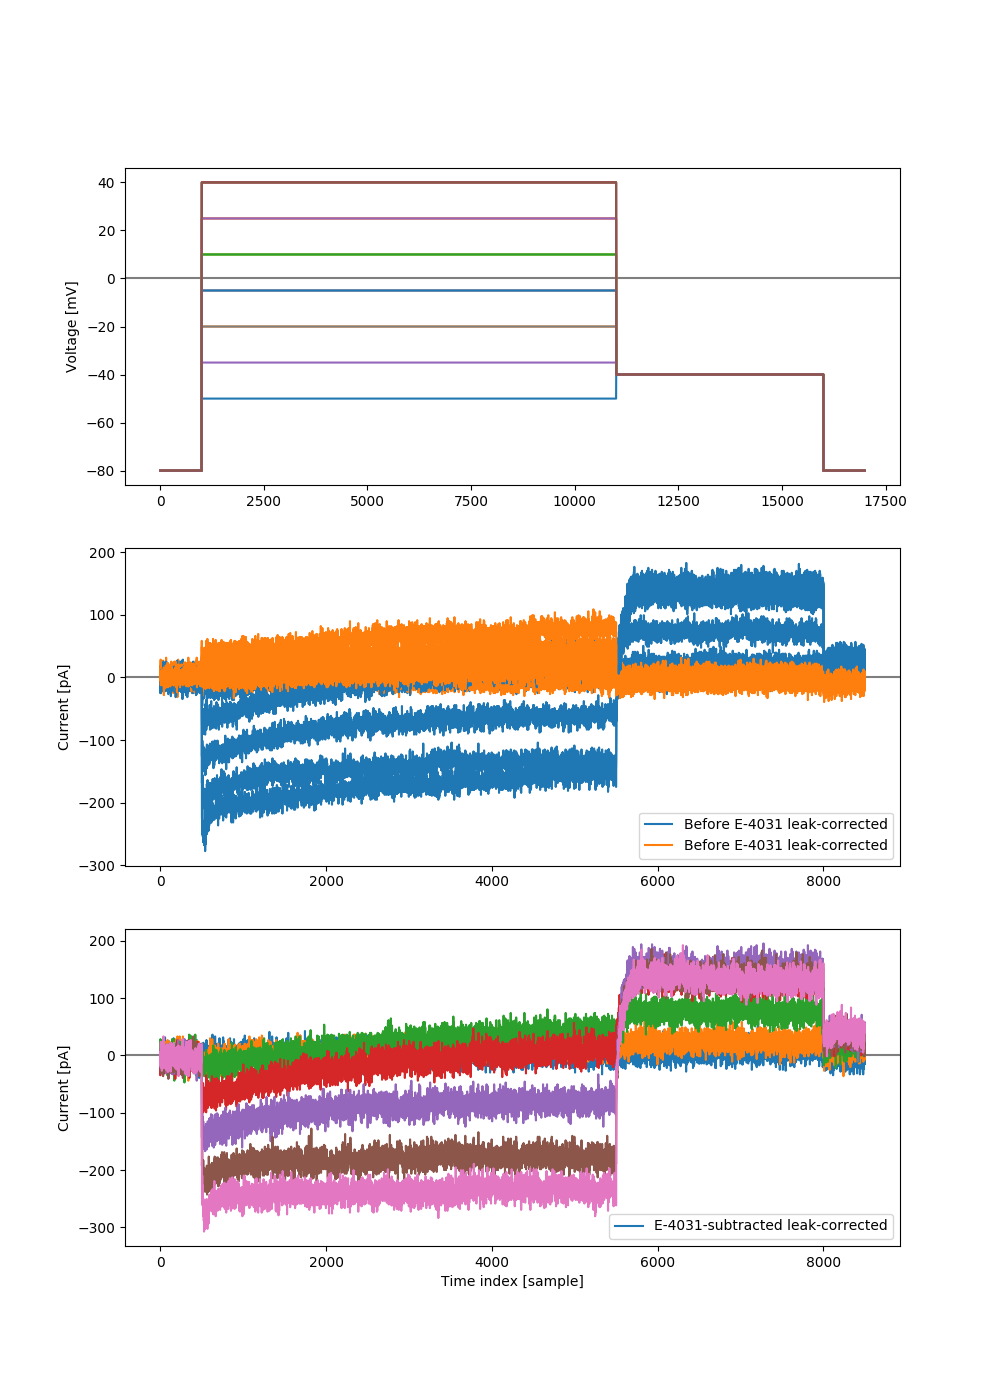 40
20
0
−20
−40
−60
−80
Voltage [mV]
0 2500 5000 7500 10000 12500 15000 17500
200
100
0
−100
−200
−300
Current [pA]
Before E-4031 leak-corrected
Before E-4031 leak-corrected
0 2000 4000 6000 8000
200
100
0
−100
−200
−300
Current [pA]
E-4031-subtracted leak-corrected
0 2000 4000 6000 8000
Time index [sample]